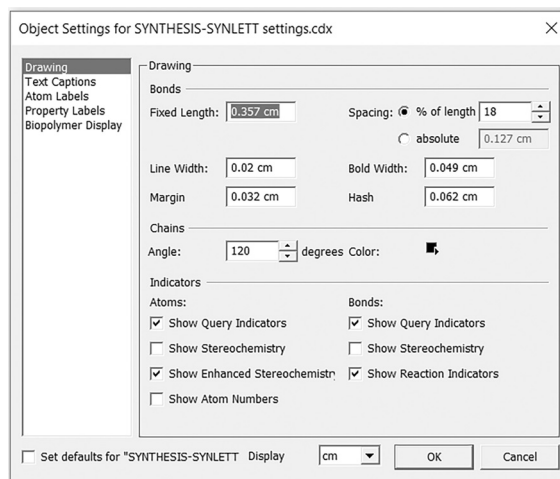 Object Settings for SYNTHESIS-SYNLETT settings.cdx
Drawing
Text Captions
Atom Labels
Property Labels
Biopolymer Display
Drawing
Bonds
Fixed Length: 0.357 cm Spacing: % of length 18
absolute 0.127 cm
Line Width: 0.02 cm Bold Width: 0.049 cm
Margin 0.032 cm Hash 0.062 cm
Chains
Angle: 120 degrees Color:
Indicators
Atoms: Bonds:
Show Query Indicators Show Query Indicators
Show Stereochemistry Show Stereochemistry
Show Enhanced Stereochemistry Show Reaction Indicators
Show Atom Numbers
Set defaults for "SYNTHESIS-SYNLETT Display cm OK Cancel